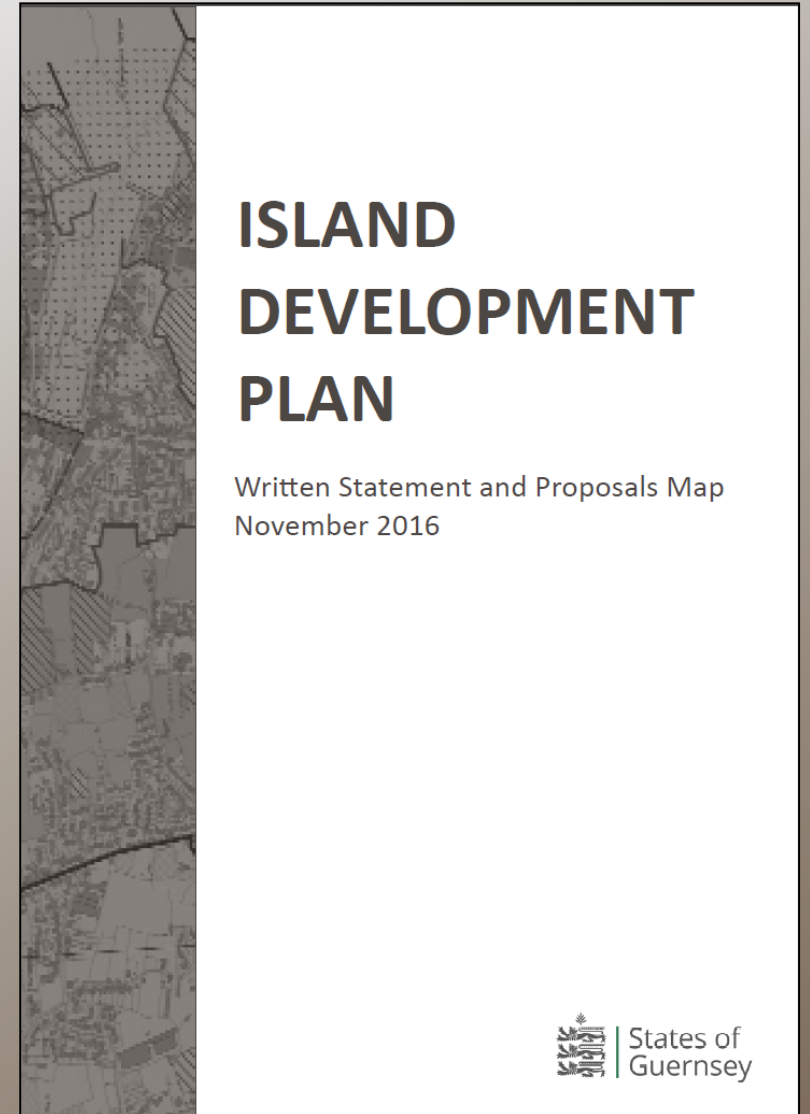 ISLAND
DEVELOPMENT
PLAN
Written Statement and Proposals Map
November 2016
States of
Guernsey